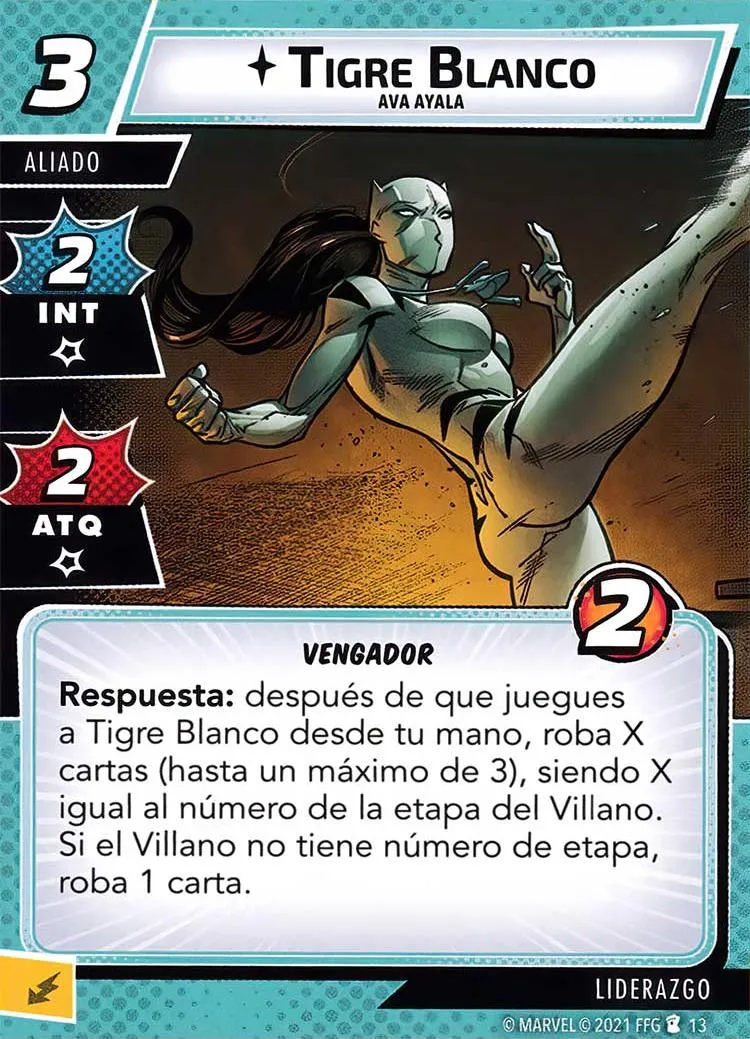 3
TIGRE BLANCO
AVA AYALA
ALIADO
2
INT
2
ATQ
2
VENGADOR
Respuesta: después de que juegues
a Tigre Blanco desde tu mano, roba X
cartas (hasta un máximo de 3), siendo X
igual al número de la etapa del Villano.
Si el Villano no tiene número de etapa,
roba 1 carta.
LIDERAZGO
© MARVEL © 2021 FFG 13